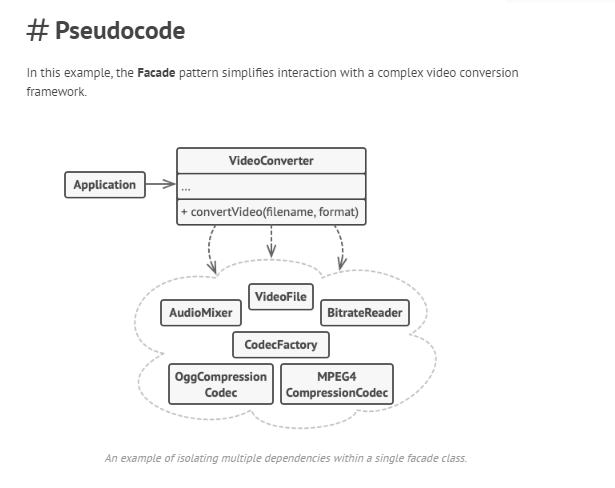 # Pseudocode
In this example, the Facade pattern simplifies interaction with a complex video conversion
framework.
VideoConverter
Application
...
+ convertVideo(filename, format)
VideoFile
AudioMixer
BitrateReader
CodecFactory
OggCompression
Codec
MPEG4
CompressionCodec
An example of isolating multiple dependencies within a single facade class.